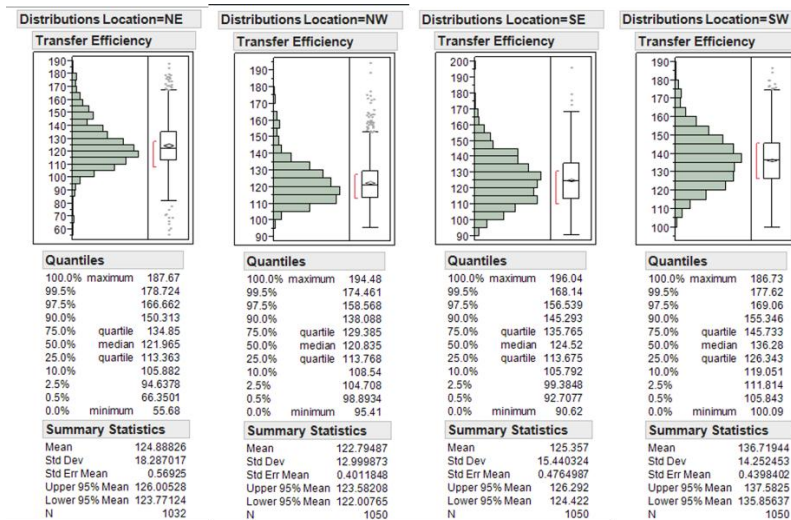 Distributions Location=NE
Transfer Efficiency
190
180
170
160
150
140
130
120
110
100
90
80
70
60
Quantiles
100.0% maximum 187.67
99.5% 178.724
97.5% 166.662
90.0% 150.313
75.0% quartile 134.85
50.0% median 121.965
25.0% quartile 113.363
10.0% 105.882
2.5% 94.6378
0.5% 66.3501
0.0% minimum 55.68
Summary Statistics
Mean 124.88826
Std Dev 18.287017
Std Err Mean 0.56925
Upper 95% Mean 126.00528
Lower 95% Mean 123.77124
N 1032
Distributions Location=NW
Transfer Efficiency
190
180
170
160
150
140
130
120
110
100
90
Quantiles
100.0% maximum 194.48
99.5% 174.461
97.5% 158.568
90.0% 138.088
75.0% quartile 129.385
50.0% median 120.835
25.0% quartile 113.768
10.0% 108.54
2.5% 104.708
0.5% 98.8934
0.0% minimum 95.41
Summary Statistics
Mean 122.79487
Std Dev 12.999873
Std Err Mean 0.4011848
Upper 95% Mean 123.58208
Lower 95% Mean 122.00765
N 1050
Distributions Location=SE
Transfer Efficiency
200
190
180
170
160
150
140
130
120
110
100
90
Quantiles
100.0% maximum 196.04
99.5% 168.14
97.5% 156.539
90.0% 145.293
75.0% quartile 135.765
50.0% median 124.52
25.0% quartile 113.675
10.0% 105.792
2.5% 99.3848
0.5% 92.7077
0.0% minimum 90.62
Summary Statistics
Mean 125.357
Std Dev 15.440324
Std Err Mean 0.4764987
Upper 95% Mean 126.292
Lower 95% Mean 124.422
N 1050
Distributions Location=SW
Transfer Efficiency
190
180
170
160
150
140
130
120
110
100
Quantiles
100.0% maximum 186.73
99.5% 177.62
97.5% 169.06
90.0% 155.346
75.0% quartile 145.733
50.0% median 136.28
25.0% quartile 126.343
10.0% 119.051
2.5% 111.814
0.5% 105.843
0.0% minimum 100.09
Summary Statistics
Mean 136.71944
Std Dev 14.252453
Std Err Mean 0.4398402
Upper 95% Mean 137.5825
Lower 95% Mean 135.85637
N 1050